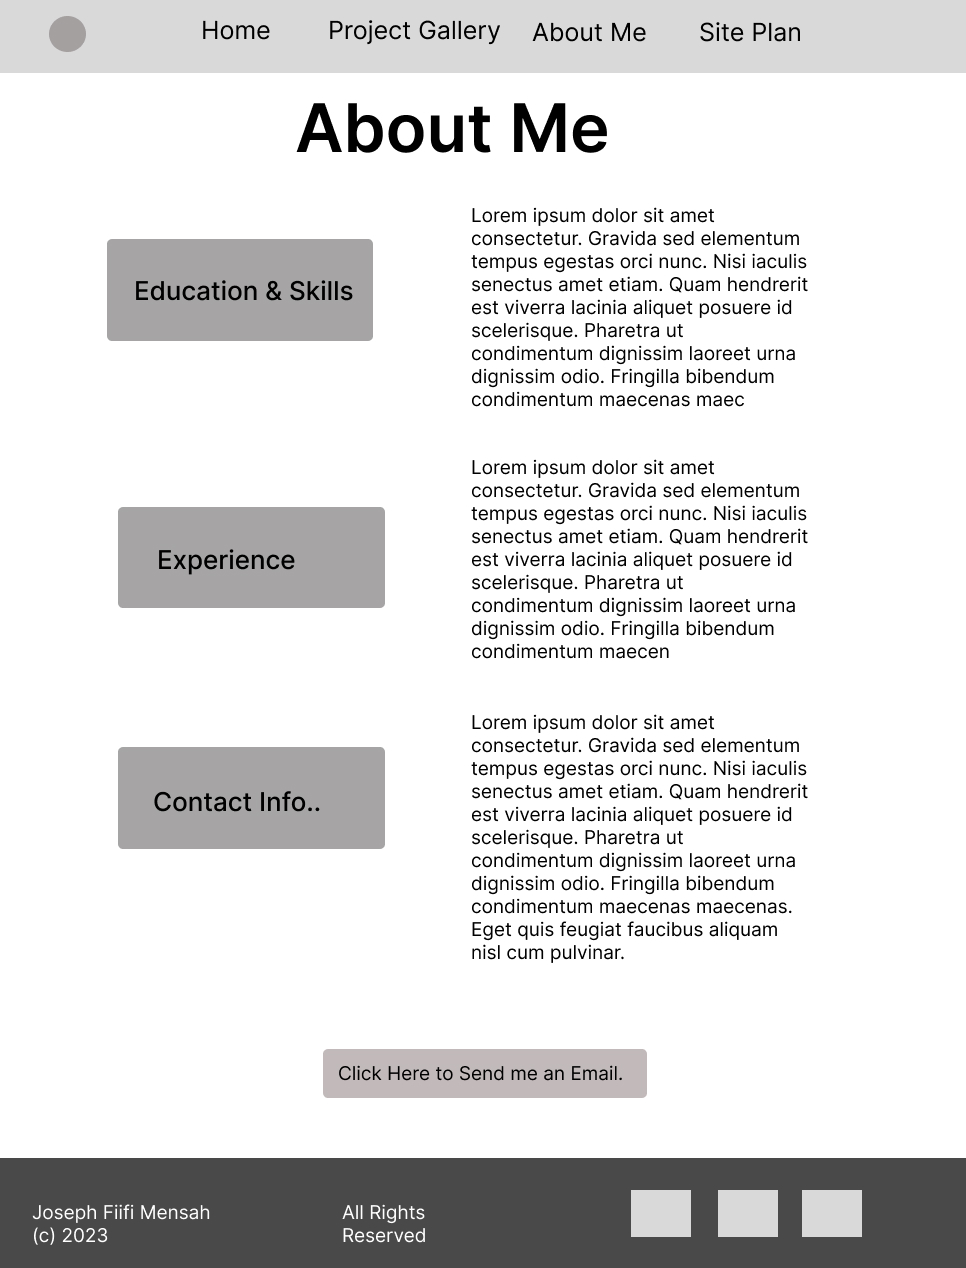 Home Project Gallery About Me Site Plan
About Me
Education & Skills
Lorem ipsum dolor sit amet
consectetur. Gravida sed elementum
tempus egestas orci nunc. Nisi iaculis
senectus amet etiam. Quam hendrerit
est viverra lacinia aliquet posuere id
scelerisque. Pharetra ut
condimentum dignissim laoreet urna
dignissim odio. Fringilla bibendum
condimentum maecenas maec
Experience
Lorem ipsum dolor sit amet
consectetur. Gravida sed elementum
tempus egestas orci nunc. Nisi iaculis
senectus amet etiam. Quam hendrerit
est viverra lacinia aliquet posuere id
scelerisque. Pharetra ut
condimentum dignissim laoreet urna
dignissim odio. Fringilla bibendum
condimentum maecen
Contact Info..
Lorem ipsum dolor sit amet
consectetur. Gravida sed elementum
tempus egestas orci nunc. Nisi iaculis
senectus amet etiam. Quam hendrerit
est viverra lacinia aliquet posuere id
scelerisque. Pharetra ut
condimentum dignissim laoreet urna
dignissim odio. Fringilla bibendum
condimentum maecenas maecenas.
Eget quis feugiat faucibus aliquam
nisl cum pulvinar.
Click Here to Send me an Email.
Joseph Fiifi Mensah
(c) 2023
All Rights
Reserved